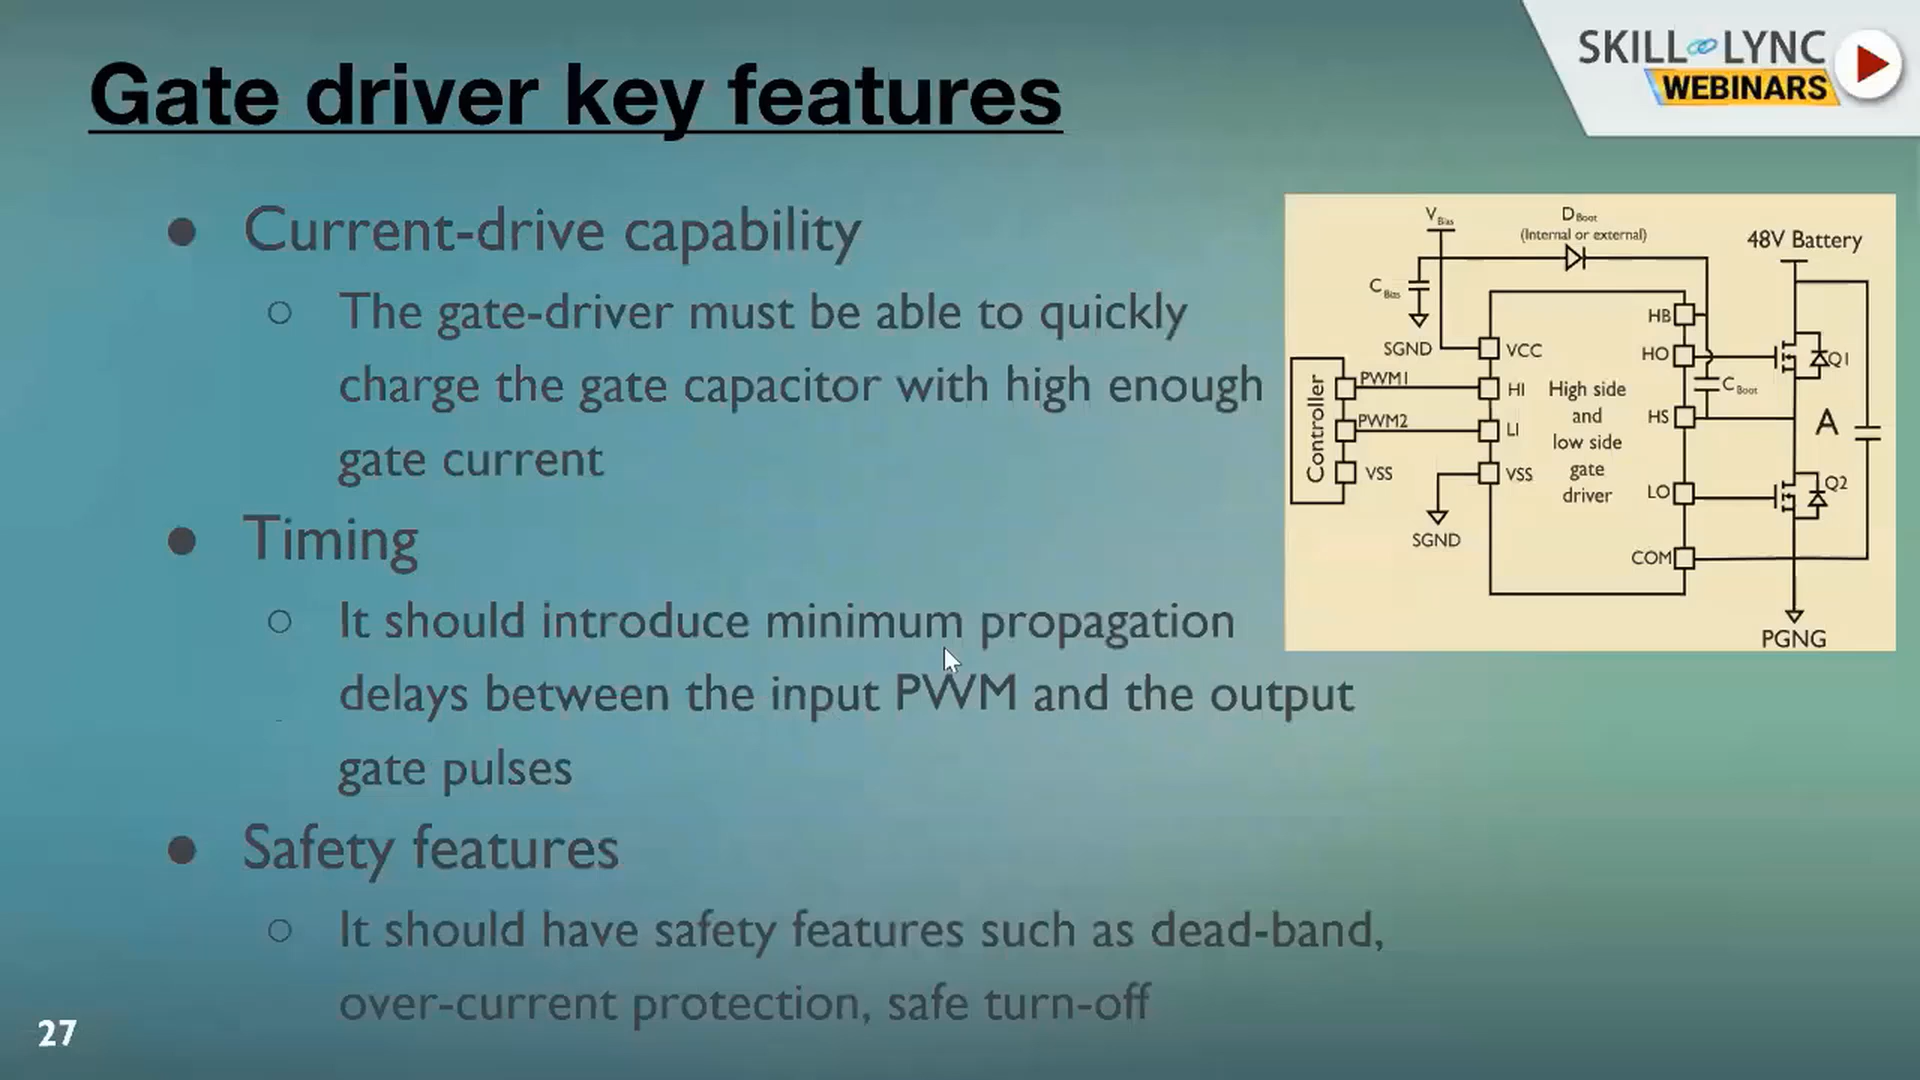 Gate driver key features
SKILL LYNC
WEBINARS
● Current-drive capability
○ The gate-driver must be able to quickly
charge the gate capacitor with high enough
gate current
● Timing
○ It should introduce minimum propagation
delays between the input PWM and the output
gate pulses
● Safety features
○ It should have safety features such as dead-band,
over-current protection, safe turn-off
27
V Bias
D Boot
(Internal or external)
48V Battery
C Bias
SGND
HB
VCC
HO
Q1
Controller
PWM1
HI
High side
and
low side
gate
driver
C Boot
PWM2
LI
HS
A
VSS
VSS
LO
Q2
SGND
COM
PGNG